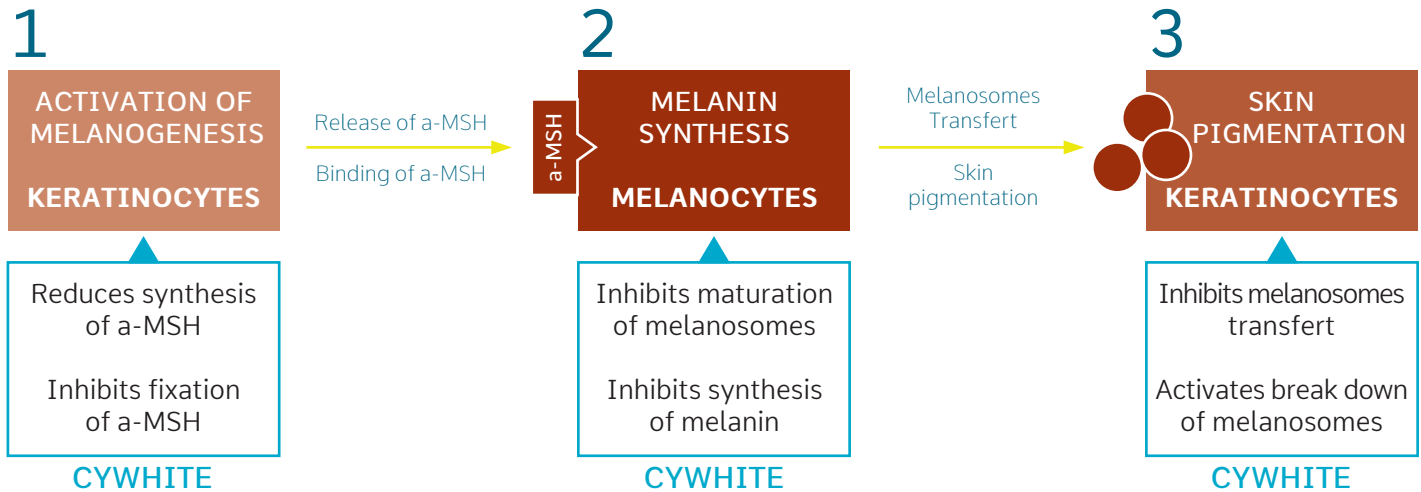 1
ACTIVATION OF
MELANOGENESIS
KERATINOCYTES
Reduces synthesis
of a-MSH
Inhibits fixation
of a-MSH
CYWHITE
Release of a-MSH
Binding of a-MSH
2
a-MSH
MELANIN
SYNTHESIS
MELANOCYTES
Inhibits maturation
of melanosomes
Inhibits synthesis
of melanin
CYWHITE
Melanosomes
Transfert
Skin
pigmentation
3
SKIN
PIGMENTATION
KERATINOCYTES
Inhibits melanosomes
transfert
Activates break down
of melanosomes
CYWHITE